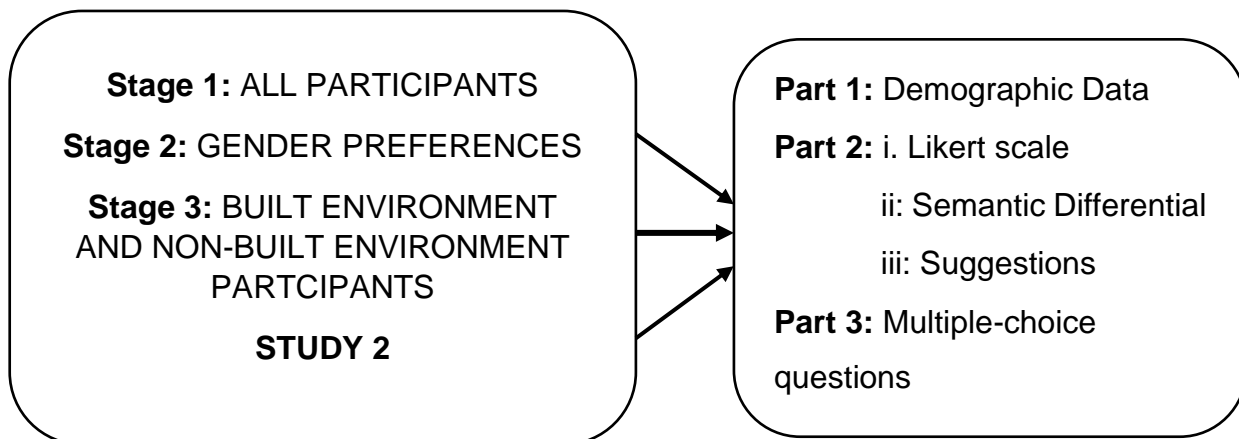 Stage 1: ALL PARTICIPANTS
Stage 2: GENDER PREFERENCES
Stage 3: BUILT ENVIRONMENT
AND NON-BUILT ENVIRONMENT
PARTCIPANTS
STUDY 2
Part 1: Demographic Data
Part 2: i. Likert scale
ii: Semantic Differential
iii: Suggestions
Part 3: Multiple-choice
questions